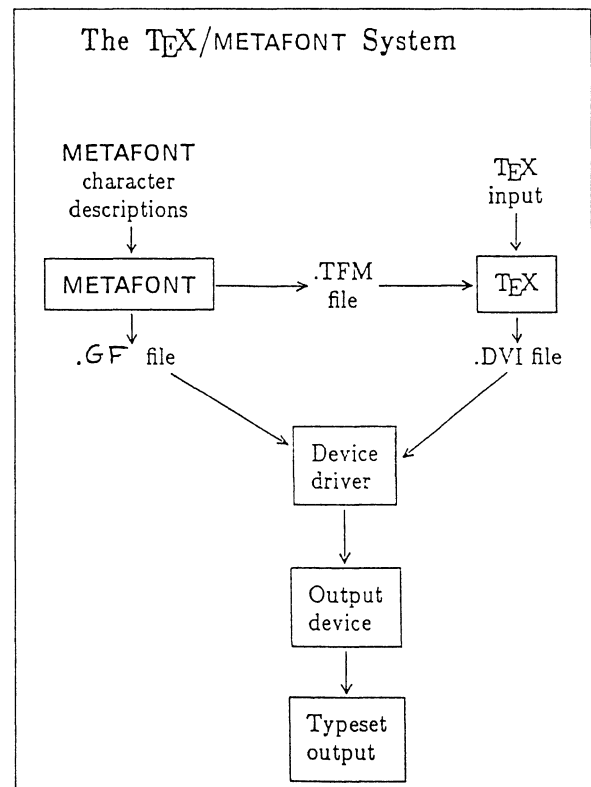 The TEX/METAFONT System
METAFONT
character
descriptions
TEX
input
METAFONT
.TFM
file
TEX
.GF file
.DVI file
Device
driver
Output
device
Typeset
output